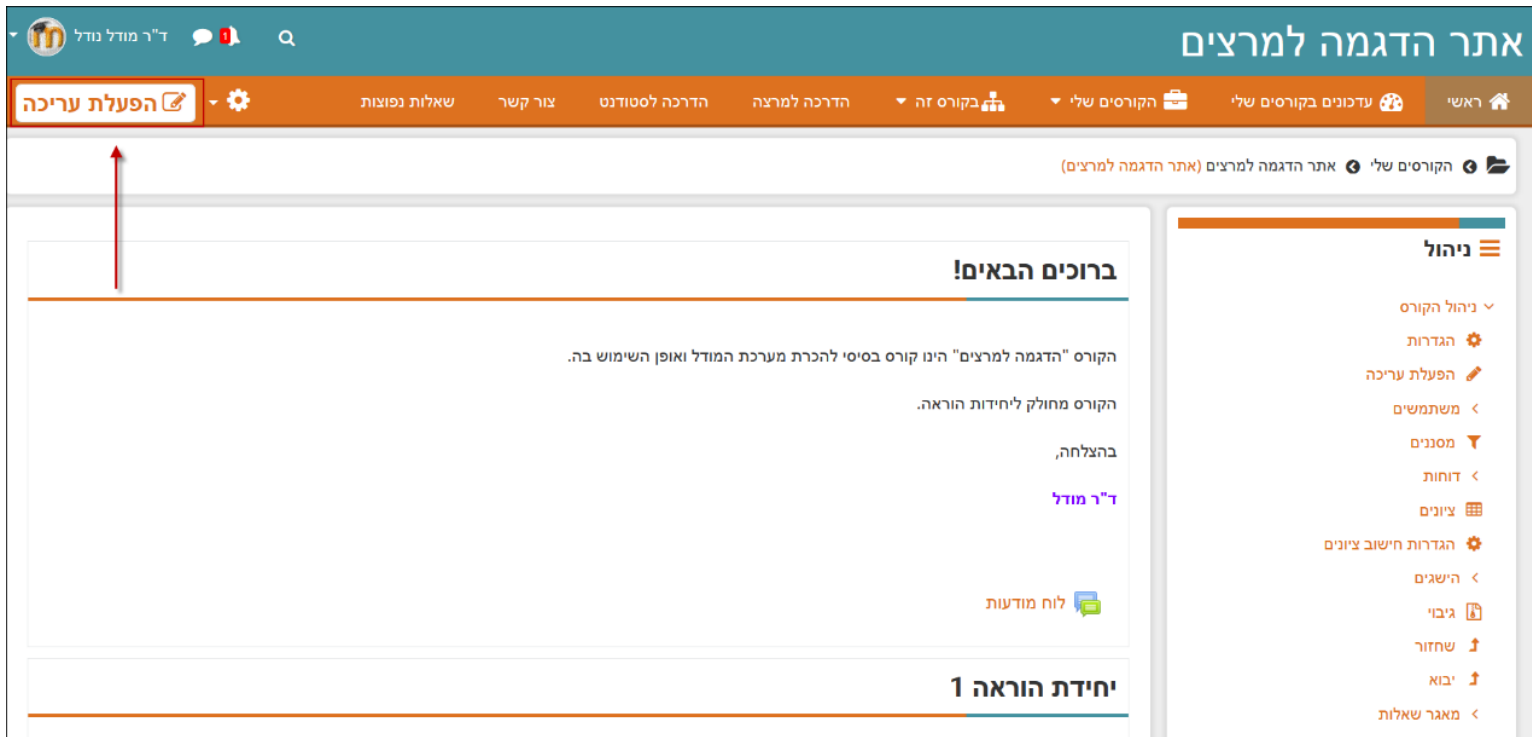 אתר הדגמה למרצים
1
ד"ר מודל נודל
ראשי
עדכונים בקורסים שלי
הקורסים שלי
בקורס זה
הדרכה למרצה
הדרכה לסטודנט
צור קשר
שאלות נפוצות
הפעלת עריכה
הקורסים שלי אתר הדגמה למרצים (אתר הדגמה למרצים)
ניהול
ניהול הקורס
הגדרות
הפעלת עריכה
משתמשים
מסננים
דוחות
ציונים
הגדרות חישוב ציונים
הישגים
גיבוי
שחזור
יבוא
מאגר שאלות
ברוכים הבאים!
הקורס "הדגמה למרצים" הינו קורס בסיסי להכרת מערכת המודל ואופן השימוש בה.
הקורס מחולק ליחידות הוראה.
בהצלחה,
ד"ר מודל
לוח מודעות
יחידת הוראה 1